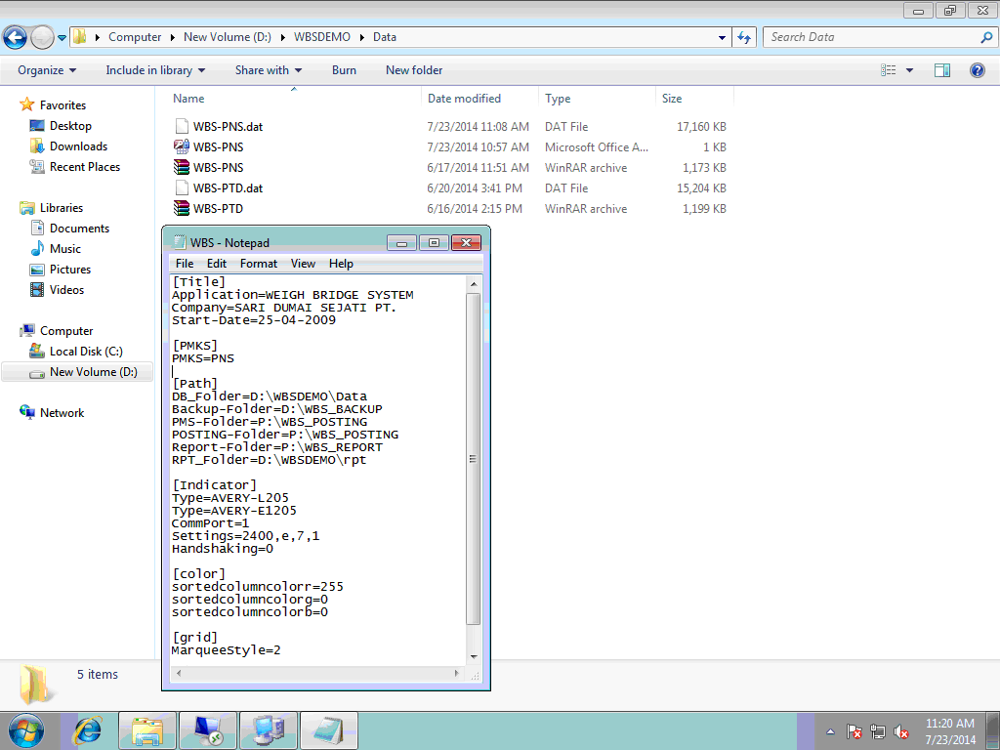 Computer New Volume (D:) WBSDEMO Data
Search Data
Organize Include in library Share with Burn New folder
Favorites
Desktop
Downloads
Recent Places
Libraries
Documents
Music
Pictures
Videos
Computer
Local Disk (C:)
New Volume (D:)
Network
Name Date modified Type Size
WBS-PNS.dat 7/23/2014 11:08 AM DAT File 17,160 KB
WBS-PNS 7/23/2014 10:57 AM Microsoft Office A... 1 KB
WBS-PNS 6/17/2014 11:51 AM WinRAR archive 1,173 KB
WBS-PTD.dat 6/20/2014 3:41 PM DAT File 15,204 KB
WBS-PTD 6/16/2014 2:15 PM WinRAR archive 1,199 KB
WBS - Notepad
File Edit Format View Help
[Title]
Application=WEIGH BRIDGE SYSTEM
Company=SARI DUMAI SEJATI PT.
Start-Date=25-04-2009
[PMKS]
PMKS=PNS
[Path]
DB_Folder=D:\WBSDEMO\Data
Backup-Folder=D:\WBS_BACKUP
PMS-Folder=P:\WBS_POSTING
POSTING-Folder=P:\WBS_POSTING
Report-Folder=P:\WBS_REPORT
RPT_Folder=D:\WBSDEMO\rpt
[Indicator]
Type=AVERY-L205
Type=AVERY-E1205
CommPort=1
Settings=2400,e,7,1
Handshaking=0
[color]
sortedcolumncolorr=255
sortedcolumncolorg=0
sortedcolumncolorb=0
[grid]
MarqueeStyle=2
5 items
11:20 AM
7/23/2014